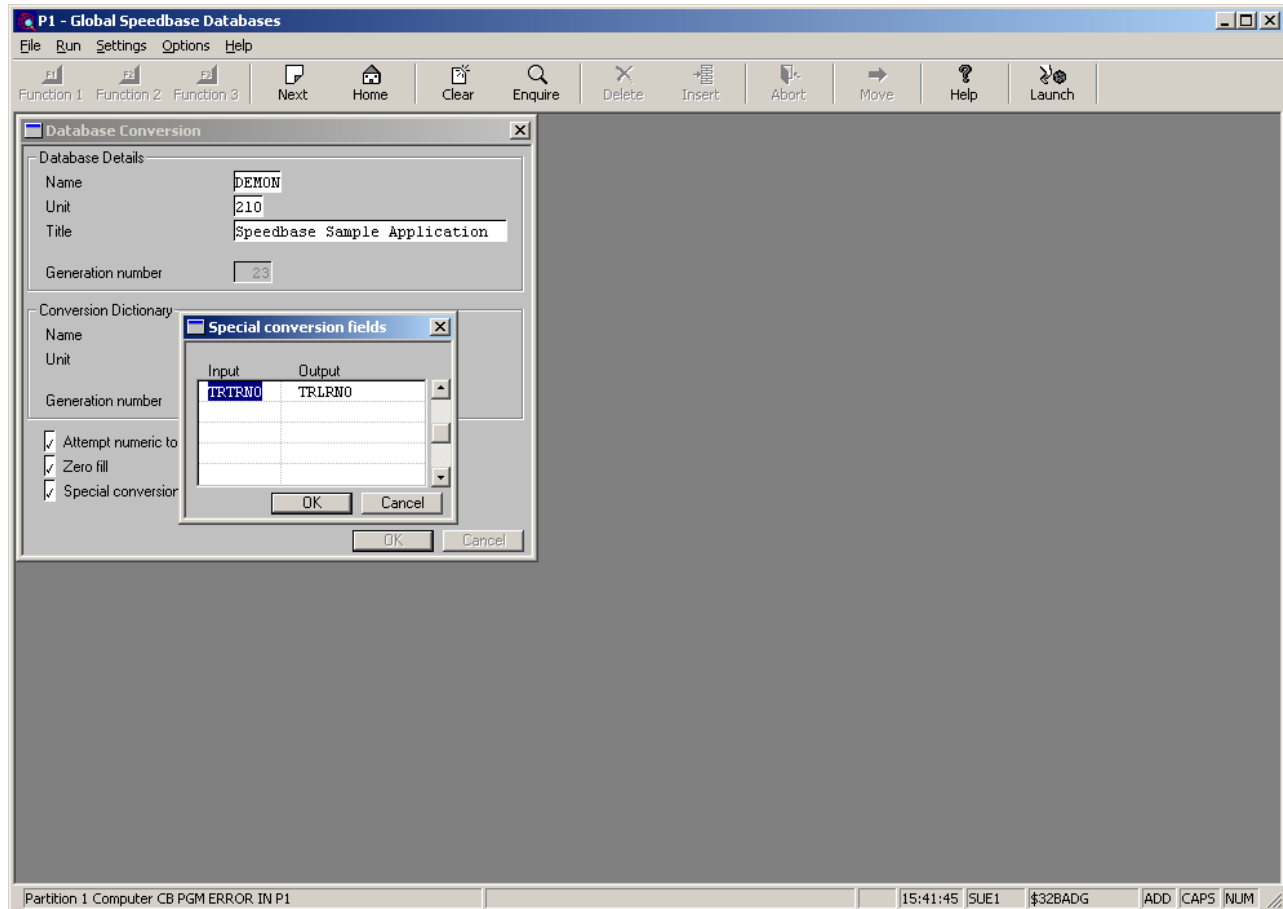 P1 - Global Speedbase Databases
File Run Settings Options Help
F1 F2 F3
Function 1 Function 2 Function 3 Next Home Clear Enquire Delete Insert Abort Move Help Launch
Database Conversion
Database Details
Name DEMON
Unit 210
Title Speedbase Sample Application
Generation number 23
Conversion Dictionary
Name
Unit
Generation number
Attempt numeric to
Zero fill
Special conversion
OK Cancel
Special conversion fields
Input Output
TRTRNO TRLRNO
OK Cancel
Partition 1 Computer CB PGM ERROR IN P1 15:41:45 SUE1 $32BADG ADD CAPS NUM